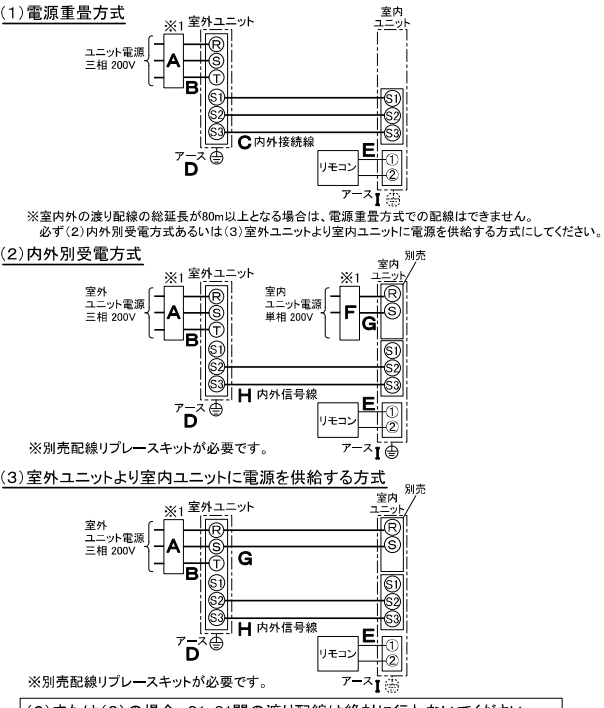 (1)電源重畳方式
※1 室外ユニット
室内
ユニット
ユニット電源
三相 200V
A
B
R
S
T
S1
S2
S3
S1
S2
S3
C 内外接続線
アース
D
E
リモコン
①
②
アース I
※室内外の渡り配線の総延長が80m以上となる場合は、電源重畳方式での配線はできません。
必ず(2)内外別受電方式あるいは(3)室外ユニットより室内ユニットに電源を供給する方式にしてください。
(2)内外別受電方式
※1 室外ユニット
室外
ユニット電源
三相 200V
A
B
R
S
T
S1
S2
S3
室内
ユニット電源
単相 200V
※1
F
G
室内
ユニット
別売
R
S
S1
S2
S3
H 内外信号線
アース
D
E
リモコン
①
②
アース I
※別売配線リプレースキットが必要です。
(3)室外ユニットより室内ユニットに電源を供給する方式
※1 室外ユニット
室内
ユニット
別売
室外
ユニット電源
三相 200V
A
B
R
S
T
S1
S2
S3
G
R
S
S1
S2
S3
H 内外信号線
アース
D
E
リモコン
①
②
アース I
※別売配線リプレースキットが必要です。